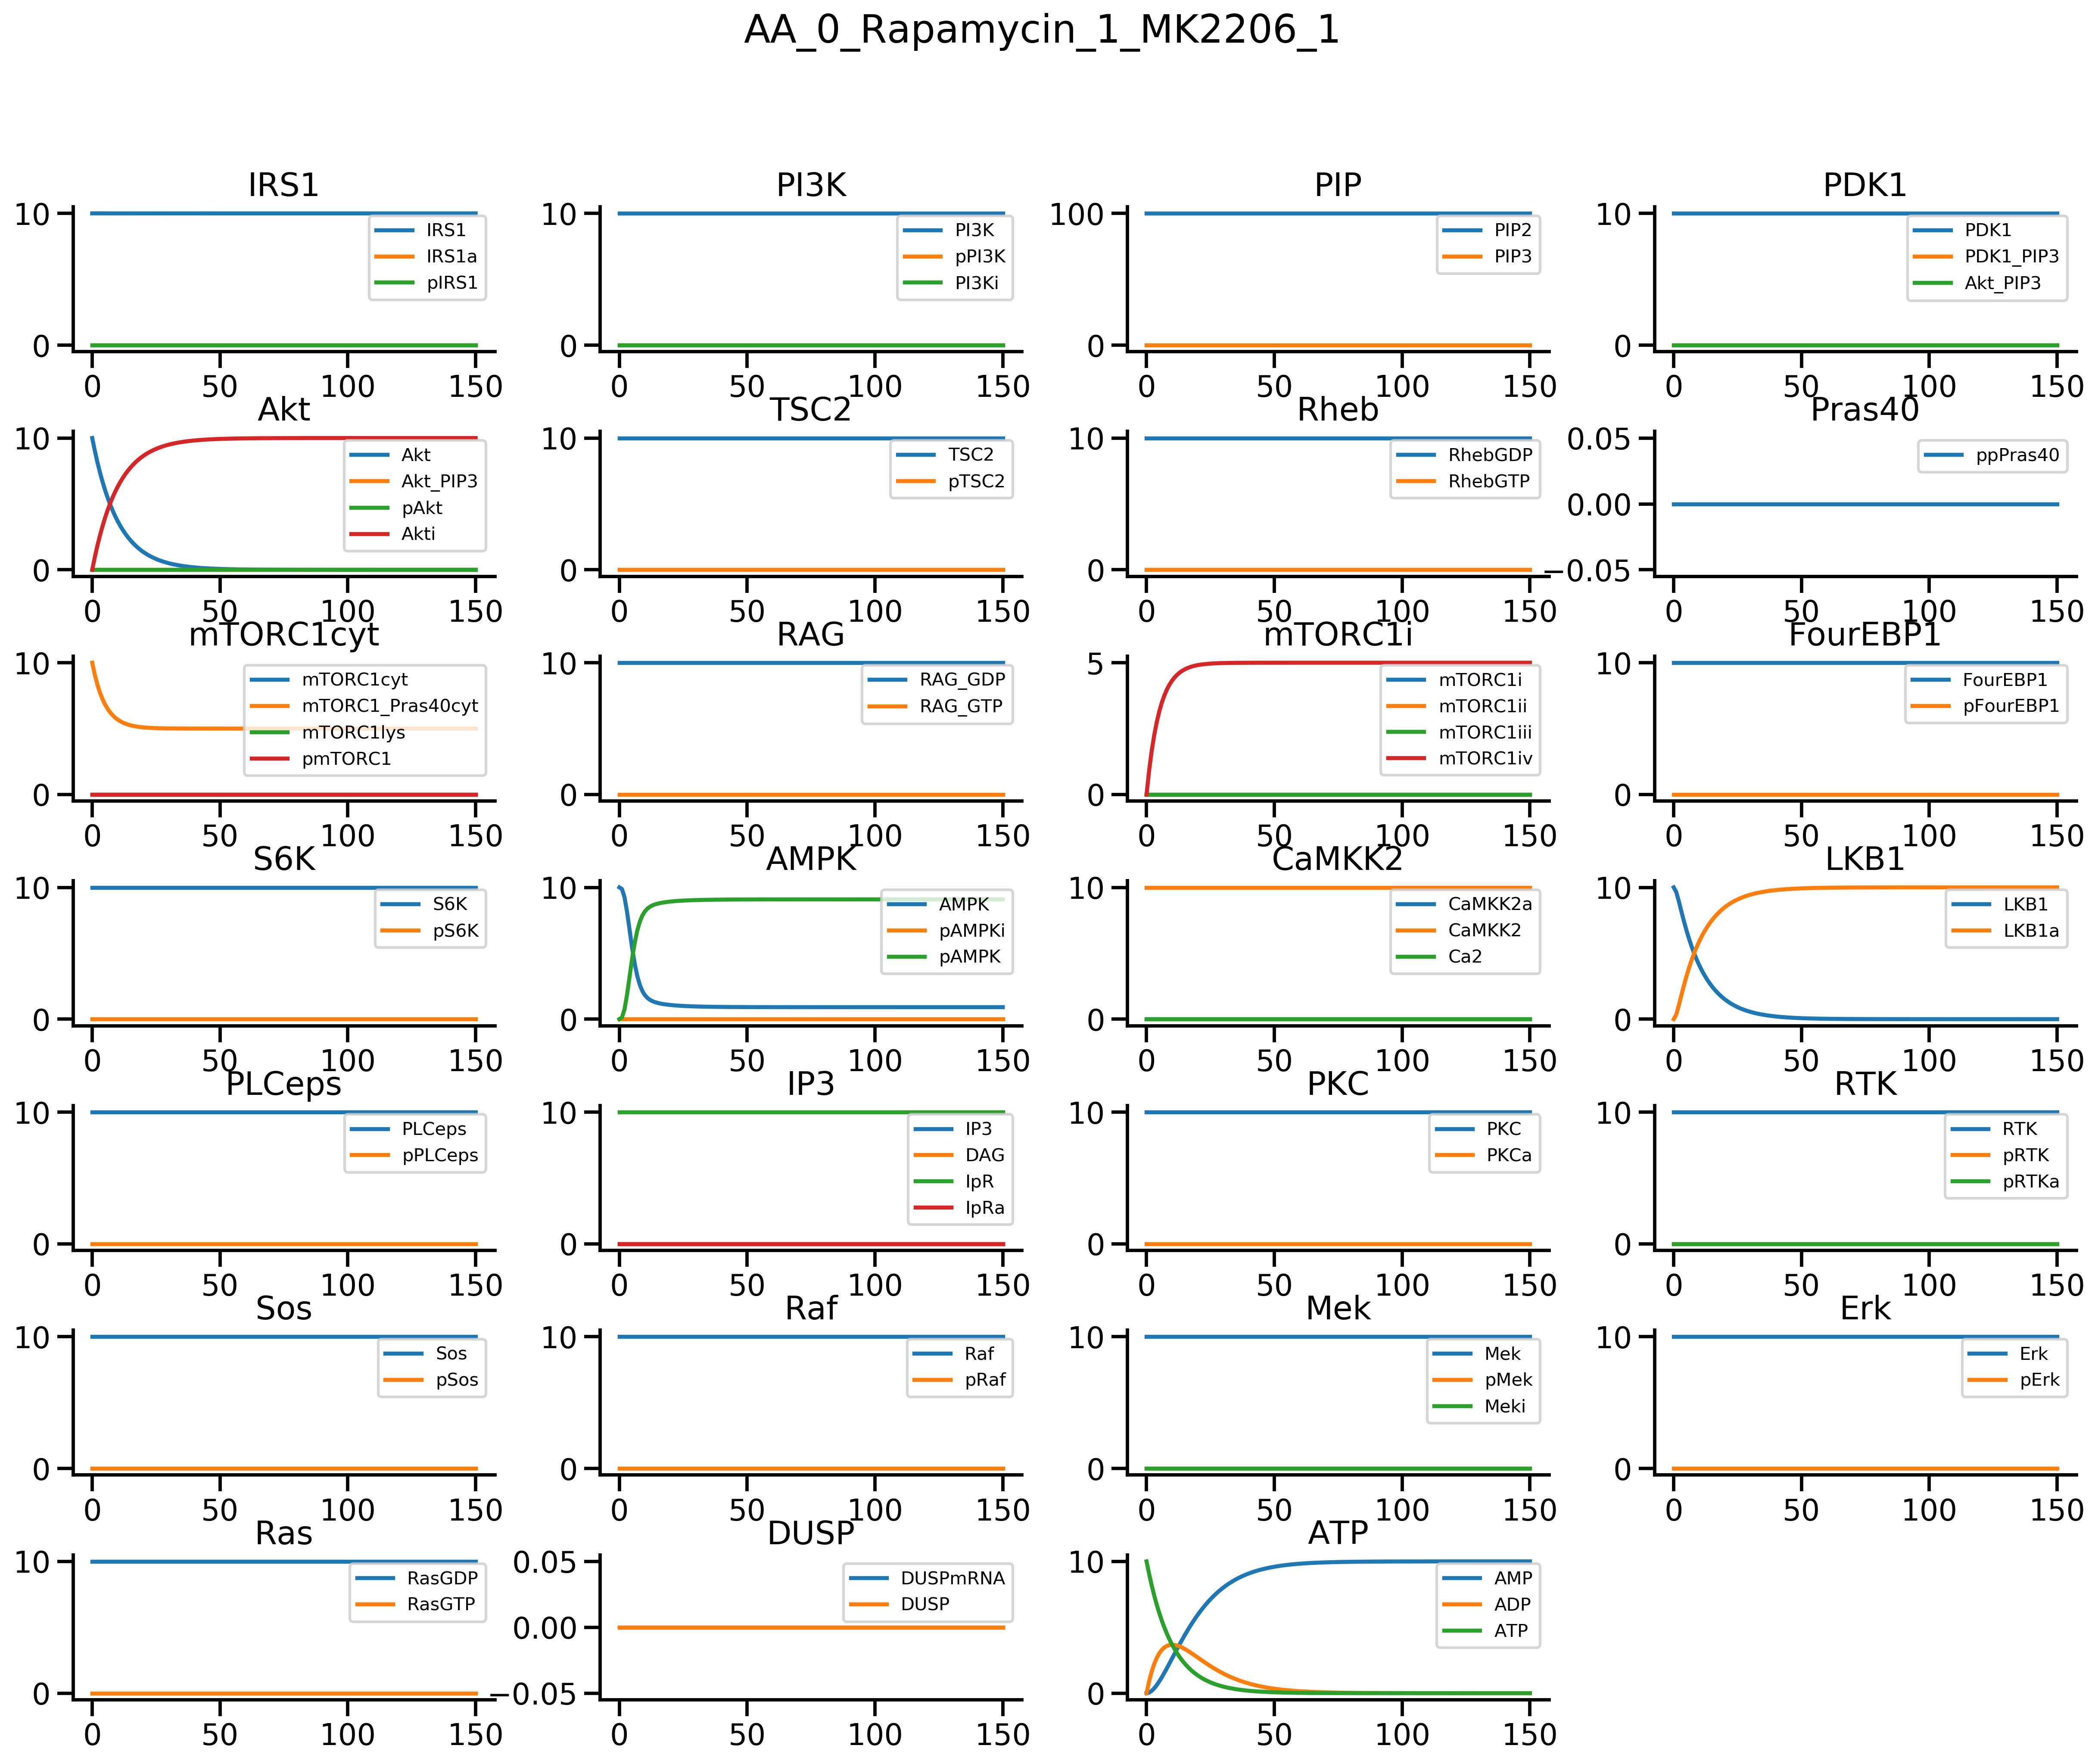 AA_0_Rapamycin_1_MK2206_1
IRS1
10
0
0 50 100 150
IRS1
IRS1a
pIRS1
PI3K
10
0
0 50 100 150
PI3K
pPI3K
PI3Ki
PIP
100
0
0 50 100 150
PIP2
PIP3
PDK1
10
0
0 50 100 150
PDK1
PDK1_PIP3
Akt_PIP3
Akt
10
0
0 50 100 150
Akt
Akt_PIP3
pAkt
Akti
TSC2
10
0
0 50 100 150
TSC2
pTSC2
Rheb
10
0
0 50 100 150
RhebGDP
RhebGTP
Pras40
0.05
0.00
−0.05
0 50 100 150
ppPras40
mTORC1cyt
10
0
0 50 100 150
mTORC1cyt
mTORC1_Pras40cyt
mTORC1lys
pmTORC1
RAG
10
0
0 50 100 150
RAG_GDP
RAG_GTP
mTORC1i
5
0
0 50 100 150
mTORC1i
mTORC1ii
mTORC1iii
mTORC1iv
FourEBP1
10
0
0 50 100 150
FourEBP1
pFourEBP1
S6K
10
0
0 50 100 150
S6K
pS6K
AMPK
10
0
0 50 100 150
AMPK
pAMPKi
pAMPK
CaMKK2
10
0
0 50 100 150
CaMKK2a
CaMKK2
Ca2
LKB1
10
0
0 50 100 150
LKB1
LKB1a
PLCeps
10
0
0 50 100 150
PLCeps
pPLCeps
IP3
10
0
0 50 100 150
IP3
DAG
IpR
IpRa
PKC
10
0
0 50 100 150
PKC
PKCa
RTK
10
0
0 50 100 150
RTK
pRTK
pRTKa
Sos
10
0
0 50 100 150
Sos
pSos
Raf
10
0
0 50 100 150
Raf
pRaf
Mek
10
0
0 50 100 150
Mek
pMek
Meki
Erk
10
0
0 50 100 150
Erk
pErk
Ras
10
0
0 50 100 150
RasGDP
RasGTP
DUSP
0.05
0.00
−0.05
0 50 100 150
DUSPmRNA
DUSP
ATP
10
0
0 50 100 150
AMP
ADP
ATP